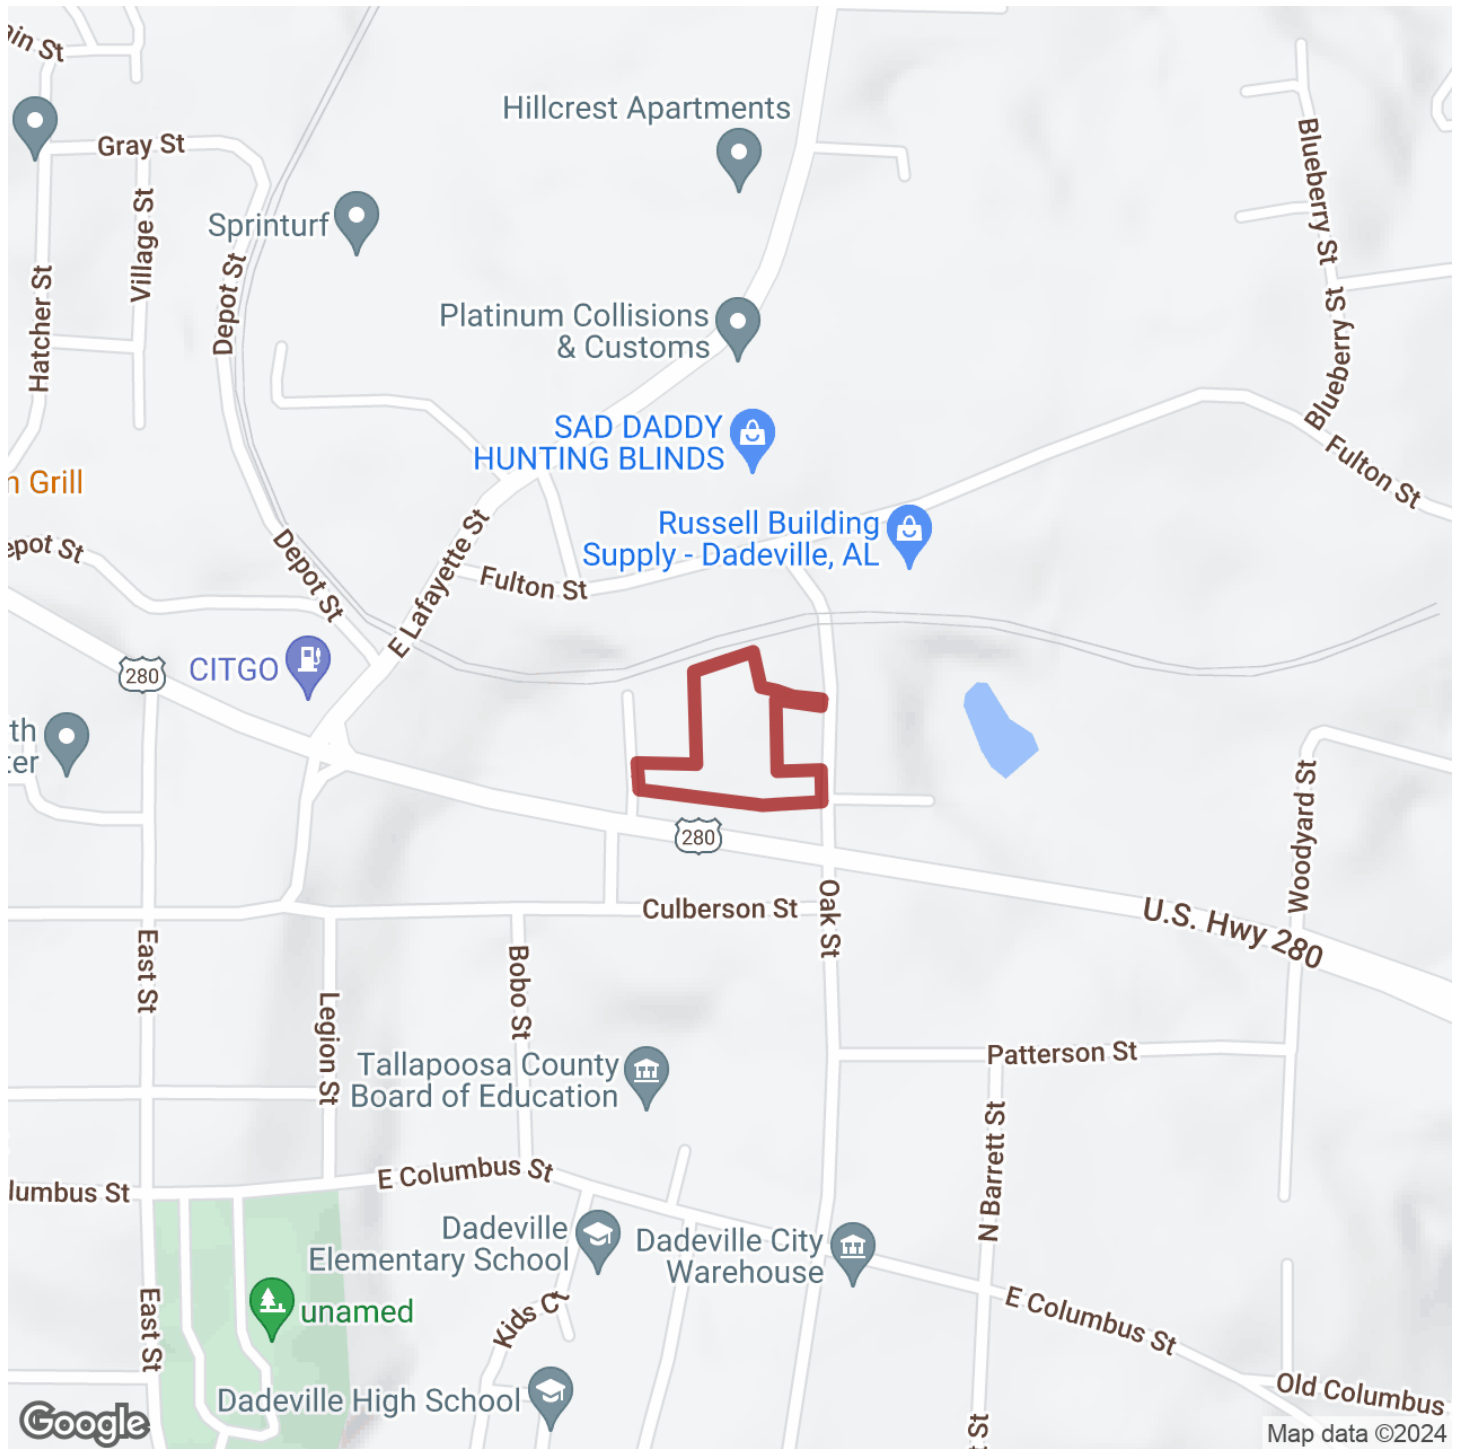 ain St
Hillcrest Apartments
Gray St
Blueberry St
Village St
Sprinturf
Depot St
Hatcher St
Platinum Collisions
& Customs
Blueberry St
SAD DADDY
HUNTING BLINDS
n Grill
Fulton St
Russell Building
Supply - Dadeville, AL
epot St
Depot St
E Lafayette St
Fulton St
CITGO
280
th
ter
280
Woodyard St
Culberson St
Oak St
U.S. Hwy 280
East St
Bobo St
Legion St
Patterson St
Tallapoosa County
Board of Education
N Barrett St
E Columbus St
lumbus St
Dadeville
Elementary School
Dadeville City
Warehouse
unamed
Kids Ct
E Columbus St
East St
Dadeville High School
Old Columbus
St
Google
Map data ©2024